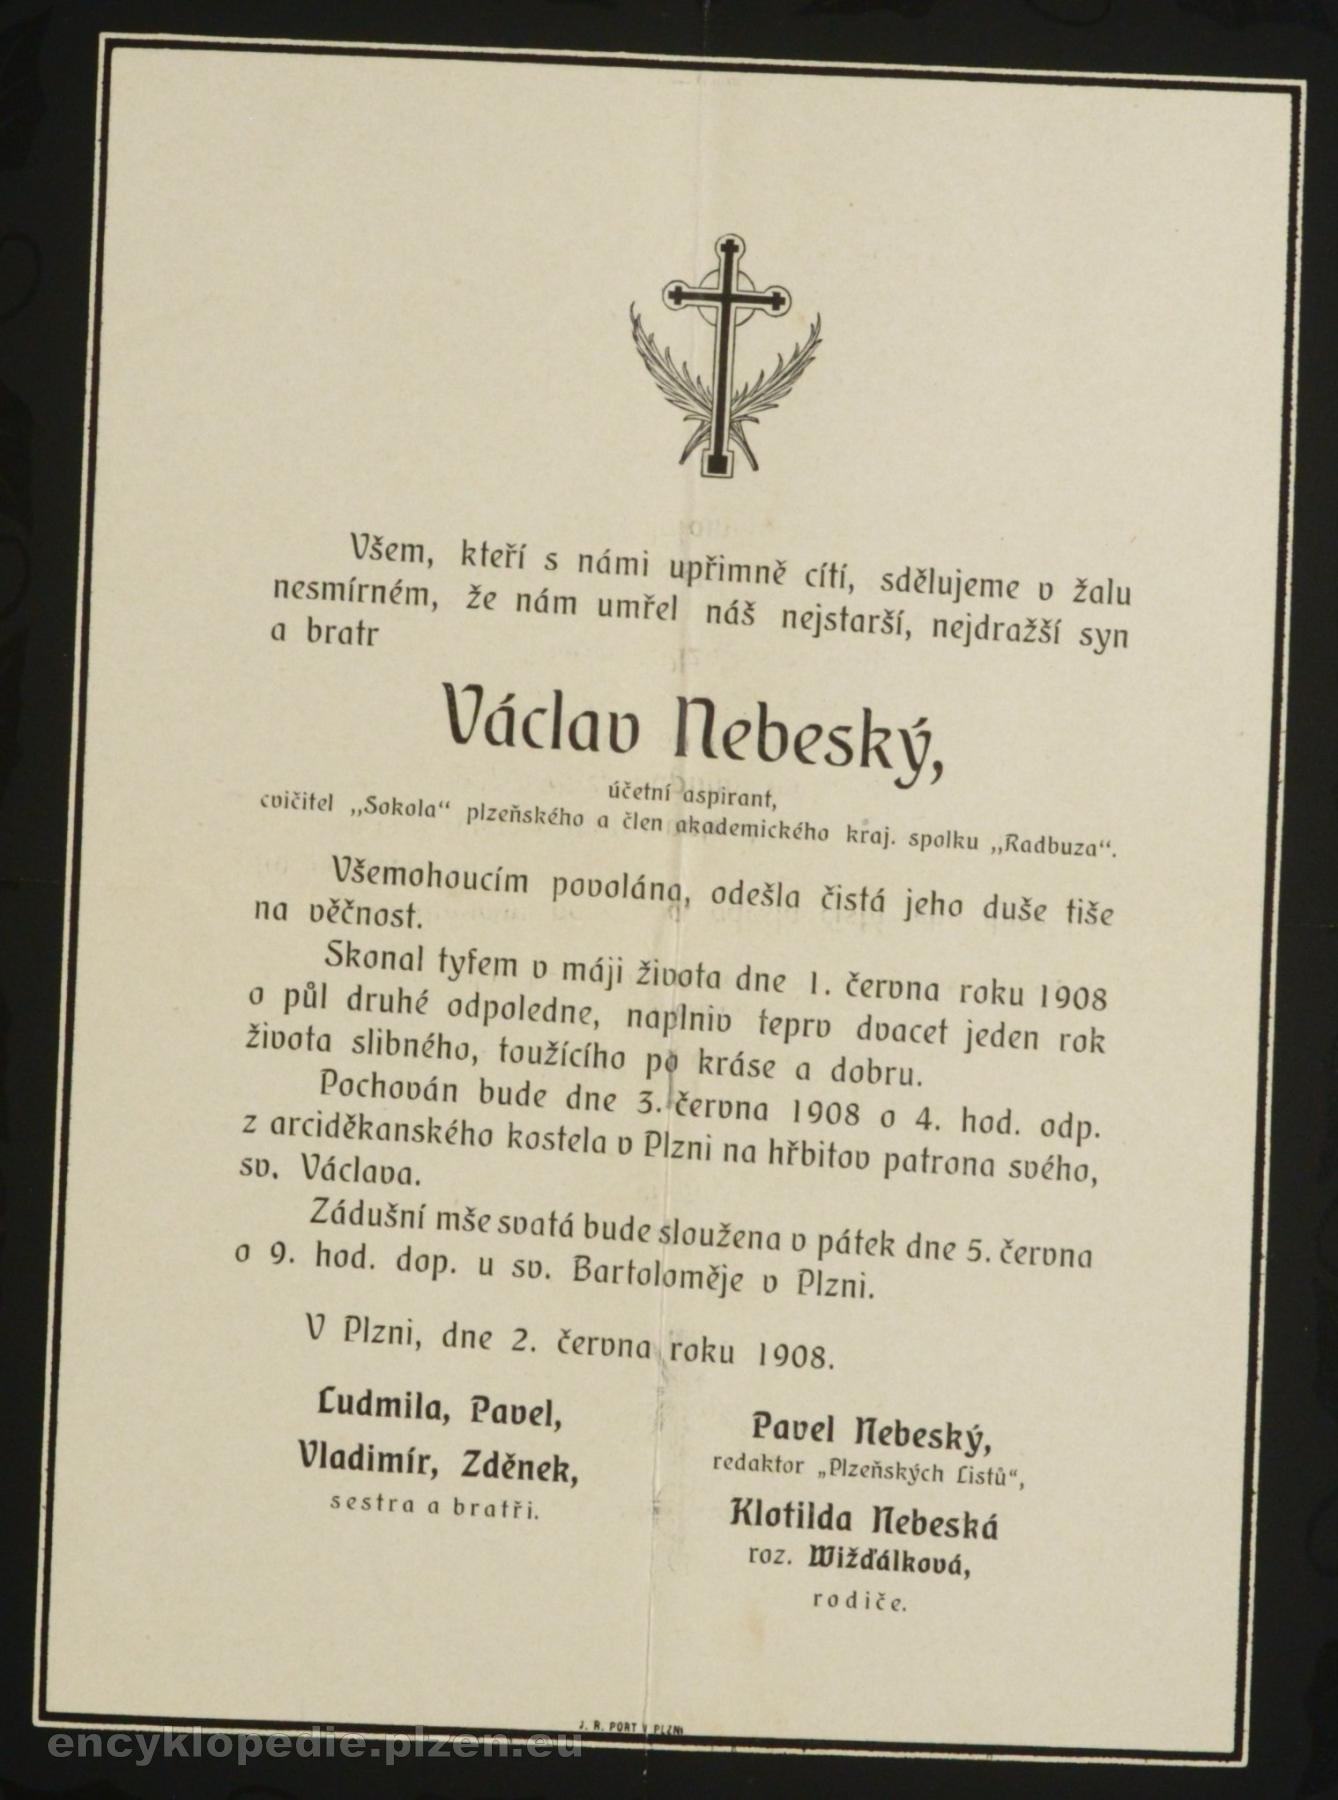 Všem, kteří s námi upřimně cítí, sdělujeme v žalu
nesmírném, že nám umřel náš nejstarší, nejdražší syn
a bratr
Václav Nebeský,
účetní aspirant,
cvičitel „Sokola“ plzeňského a člen akademického kraj. spolku „Radbuza“.
Všemohoucím povolána, odešla čistá jeho duše tiše
na věčnost.
Skonal tyfem v máji života dne 1. června roku 1908
o půl druhé odpoledne, naplniv teprv dvacet jeden rok
života slibného, toužícího po kráse a dobru.
Pochován bude dne 3. června 1908 o 4. hod. odp.
z arciděkanského kostela v Plzni na hřbitov patrona svého,
sv. Václava.
Zádušní mše svatá bude sloužena v pátek dne 5. června
o 9. hod. dop. u sv. Bartoloměje v Plzni.
V Plzni, dne 2. června roku 1908.
Ludmila, Pavel,
Vladimír, Zděnek,
sestra a bratři.
Pavel Nebeský,
redaktor „Plzeňských Listů“,
Klotilda Nebeská
roz. Wižďálková,
rodiče.
J. R. PORT V PLZNI
encyklopedie.plzen.eu